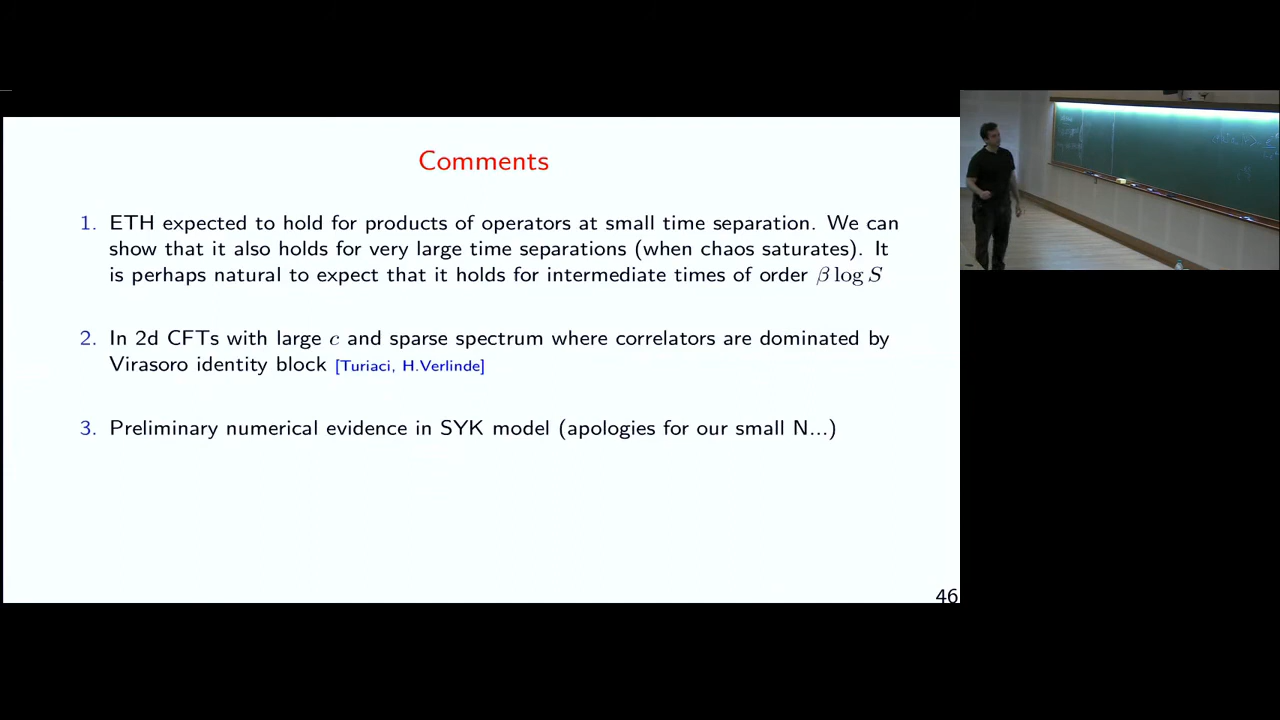 Comments
1. ETH expected to hold for products of operators at small time separation. We can
show that it also holds for very large time separations (when chaos saturates). It
is perhaps natural to expect that it holds for intermediate times of order β log S
2. In 2d CFTs with large c and sparse spectrum where correlators are dominated by
Virasoro identity block [Turiaci, H.Verlinde]
3. Preliminary numerical evidence in SYK model (apologies for our small N...)
46